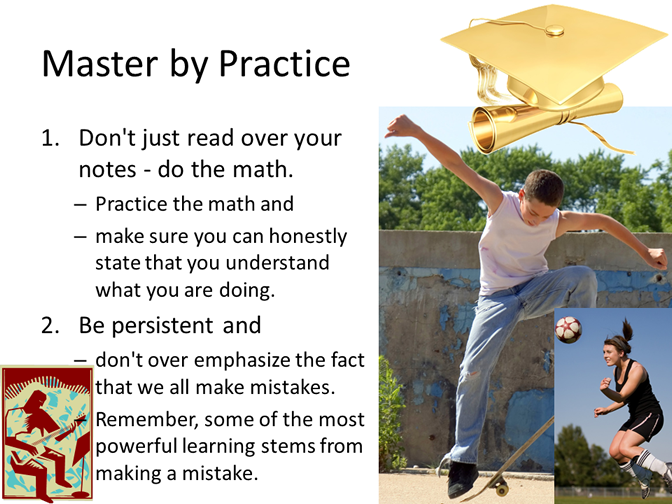 Master by Practice
1. Don't just read over your
notes - do the math.
– Practice the math and
– make sure you can honestly
state that you understand
what you are doing.
2. Be persistent and
– don't over emphasize the fact
that we all make mistakes.
Remember, some of the most
powerful learning stems from
making a mistake.